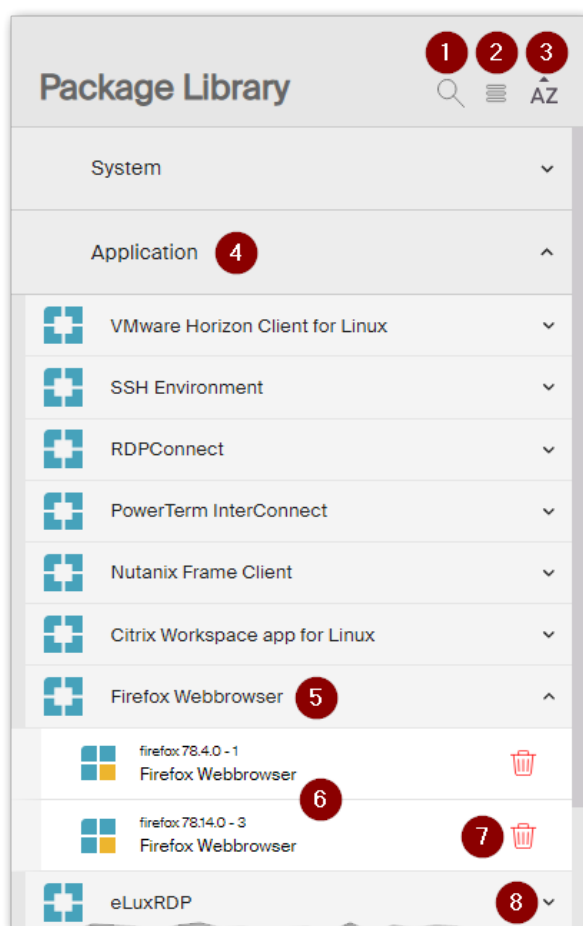 1 2 3
Package Library AZ
System
Application 4
VMware Horizon Client for Linux
SSH Environment
RDPConnect
PowerTerm InterConnect
Nutanix Frame Client
Citrix Workspace app for Linux
Firefox Webbrowser 5
firefox 78.4.0 - 1
Firefox Webbrowser
6
firefox 78.14.0 - 3
Firefox Webbrowser
7
eLuxRDP 8